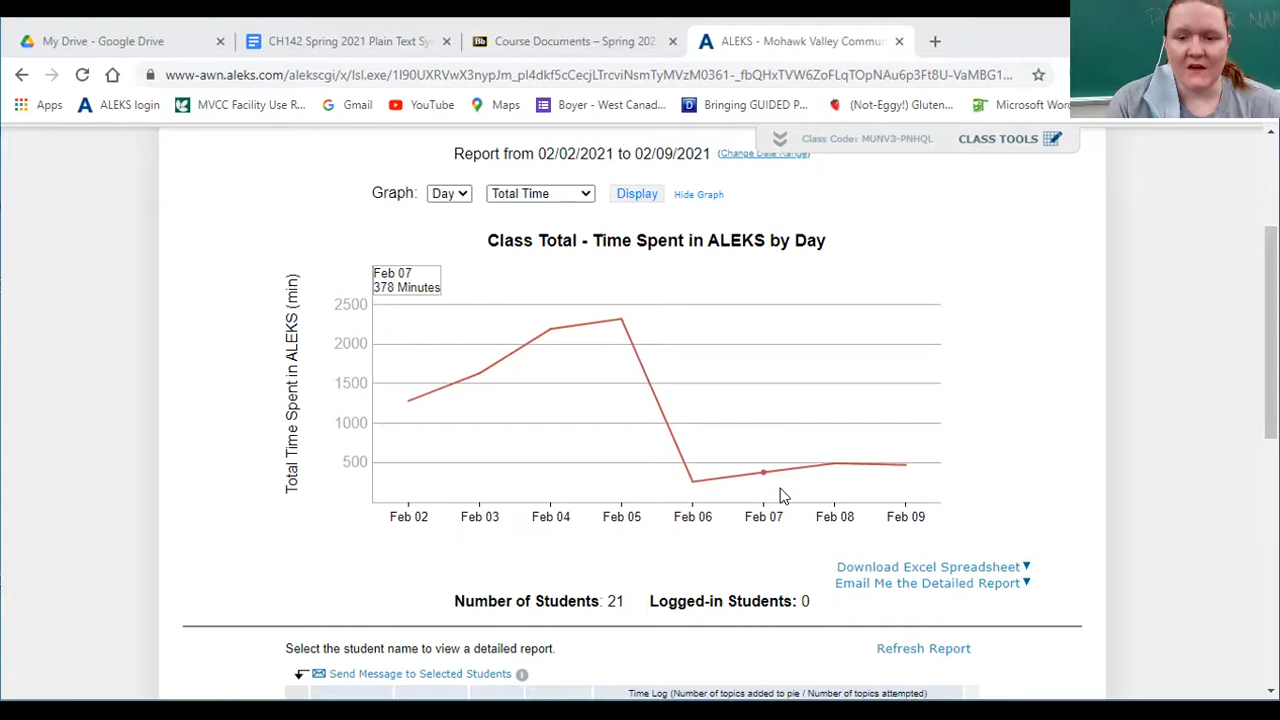 My Drive - Google Drive
CH142 Spring 2021 Plain Text Sy
Course Documents – Spring 202
ALEKS - Mohawk Valley Commun
Apps
ALEKS login
MVCC Facility Use R...
Gmail
YouTube
Maps
Boyer - West Canad...
Bringing GUIDED P...
(Not-Eggy!) Gluten...
Microsoft Wor
Class Code: MUNV3-PNHQL
CLASS TOOLS
Report from 02/02/2021 to 02/09/2021 (Change Date Range)
Graph: Day Total Time Display Hide Graph
Class Total - Time Spent in ALEKS by Day
Feb 07
378 Minutes
Total Time Spent in ALEKS (min)
2500
2000
1500
1000
500
Feb 02 Feb 03 Feb 04 Feb 05 Feb 06 Feb 07 Feb 08 Feb 09
Download Excel Spreadsheet
Email Me the Detailed Report
Number of Students: 21 Logged-in Students: 0
Select the student name to view a detailed report.
Refresh Report
Send Message to Selected Students
Time Log (Number of topics added to pie / Number of topics attempted)